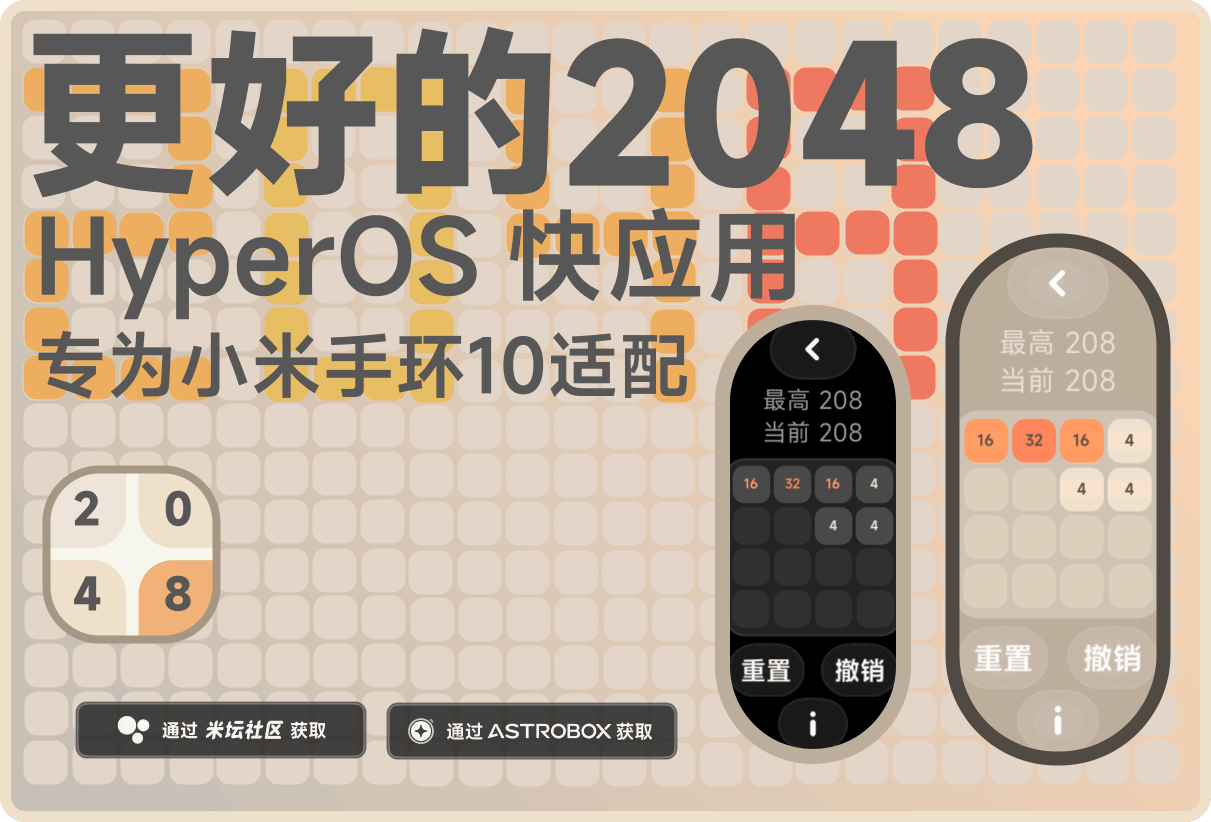 更好的2048
HyperOS 快应用
专为小米手环10适配
2 0
4 8
通过 米坛社区 获取
通过 ASTROBOX 获取
最高 208
当前 208
16 32 16 4
4 4
重置 撤销
i
最高 208
当前 208
16 32 16 4
4 4
重置 撤销
i